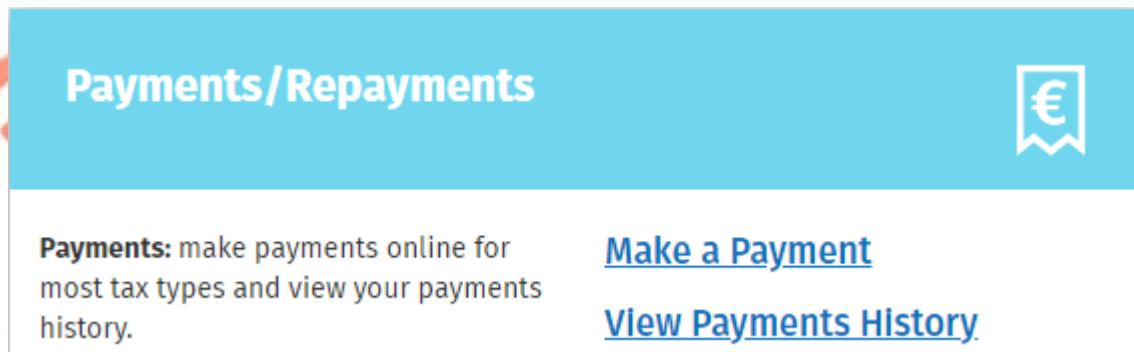 Payments/Repayments
€
Payments: make payments online for
most tax types and view your payments
history.
Make a Payment
View Payments History